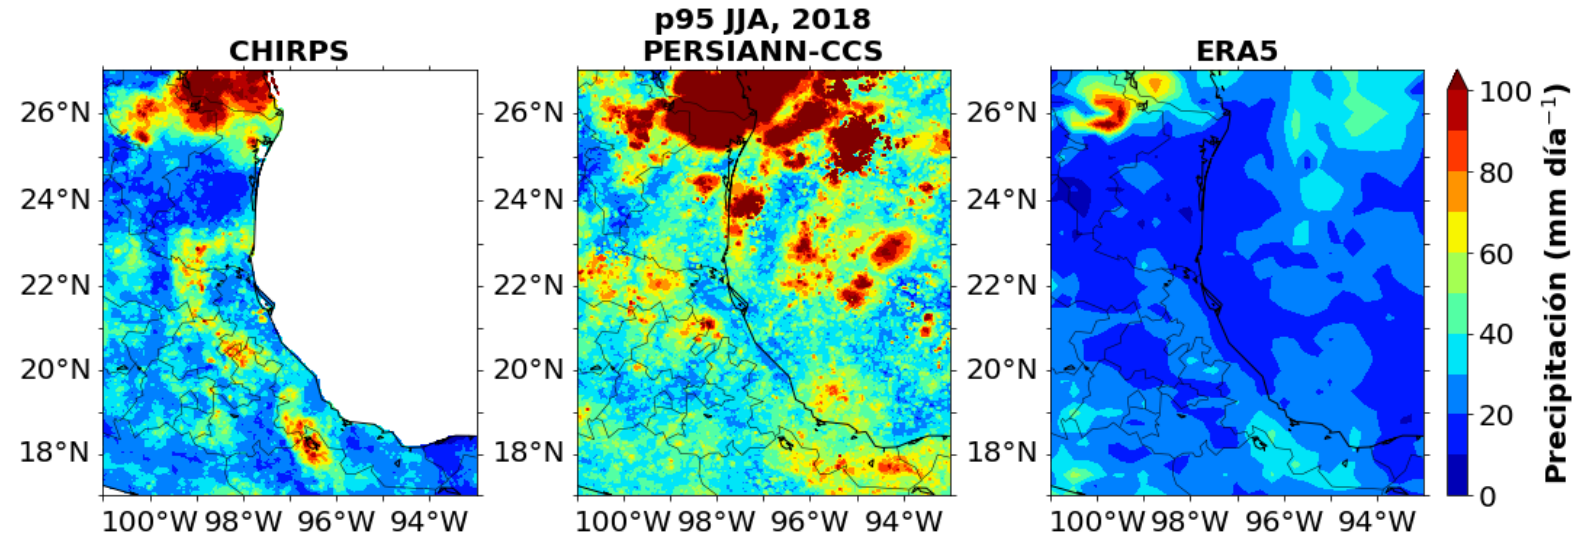 p95 JJA, 2018
CHIRPS
PERSIANN-CCS
ERA5
26°N
24°N
22°N
20°N
18°N
100°W 98°W 96°W 94°W
26°N
24°N
22°N
20°N
18°N
100°W 98°W 96°W 94°W
26°N
24°N
22°N
20°N
18°N
100°W 98°W 96°W 94°W
100
80
60
40
20
0
Precipitación (mm día⁻¹)